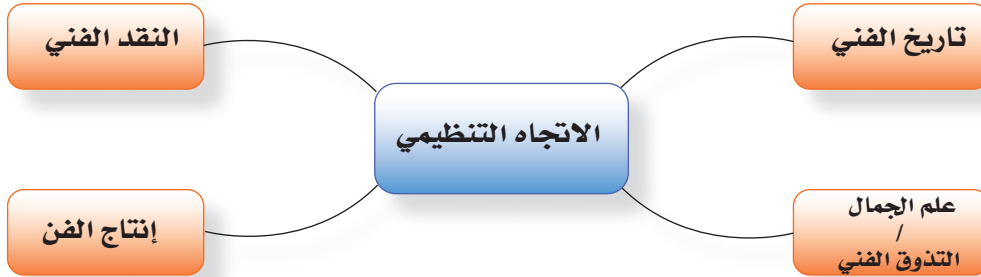 تاريخ الفني
النقد الفني
الاتجاه التنظيمي
علم الجمال
/
التذوق الفني
إنتاج الفن